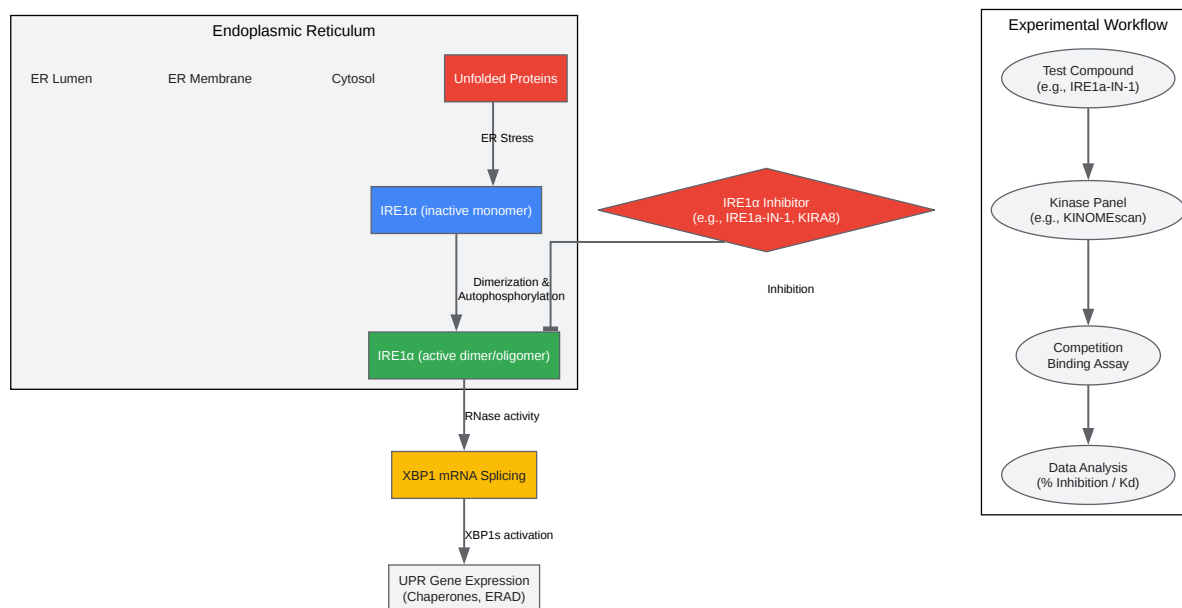 Endoplasmic Reticulum
ER Lumen
ER Membrane
Cytosol
Unfolded Proteins
ER Stress
IRE1α (inactive monomer)
Dimerization &
Autophosphorylation
IRE1α (active dimer/oligomer)
RNase activity
XBP1 mRNA Splicing
XBP1s activation
UPR Gene Expression
(Chaperones, ERAD)
IRE1α Inhibitor
(e.g., IRE1a-IN-1, KIRA8)
Inhibition
Experimental Workflow
Test Compound
(e.g., IRE1a-IN-1)
Kinase Panel
(e.g., KINOMEscan)
Competition
Binding Assay
Data Analysis
(% Inhibition / Kd)